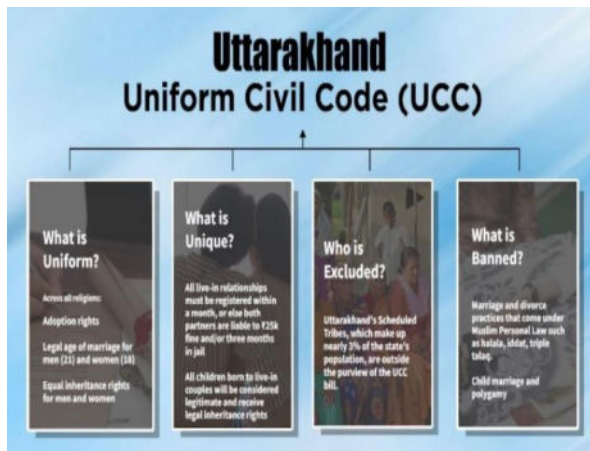 Uttarakhand
Uniform Civil Code (UCC)
What is
Uniform?
Across all religions:
Adoption rights
Legal age of marriage for
men (21) and women (18)
Equal inheritance rights
for men and women
What is
Unique?
All live-in relationships
must be registered within
a month, or else both
partners are liable to ₹25k
fine and/or three months
in jail
All children born to live-in
couples will be considered
legitimate and receive
legal inheritance rights
Who is
Excluded?
Uttarakhand's Scheduled
Tribes, which make up
nearly 3% of the state's
population, are outside
the purview of the UCC
bill.
What is
Banned?
Marriage and divorce
practices that come under
Muslim Personal Law such
as halala, iddat, triple
talaq.
Child marriage and
polygamy